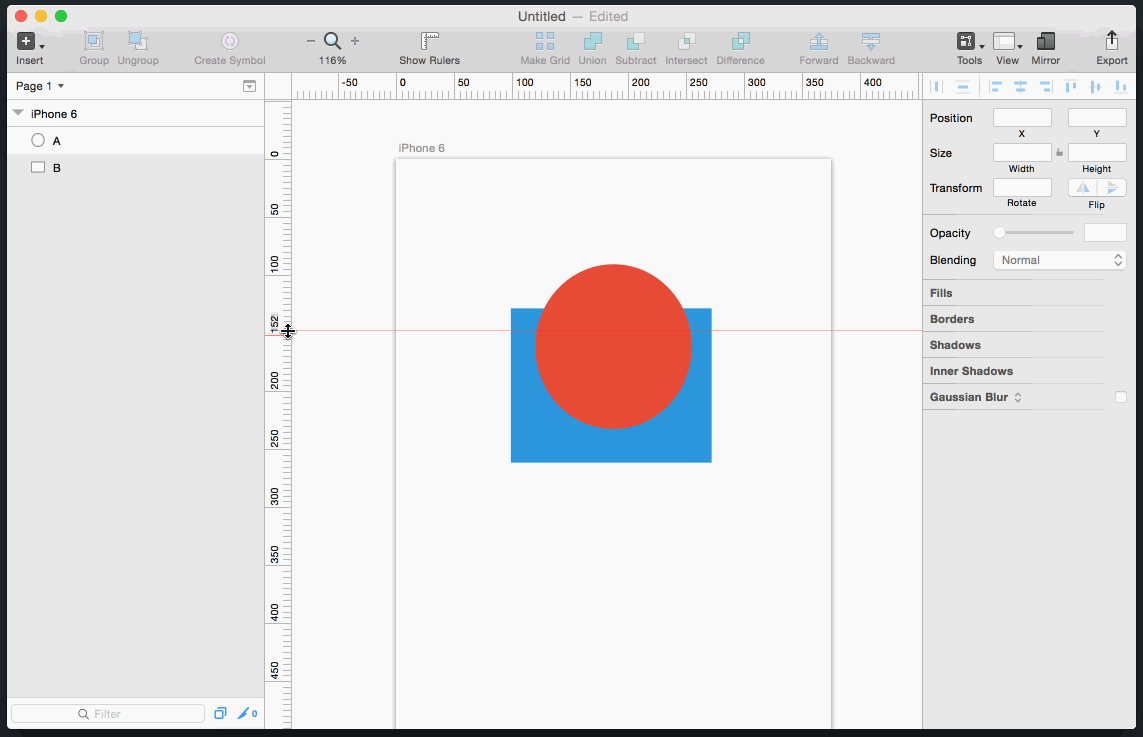 Untitled — Edited
Insert Group Ungroup Create Symbol 116% Show Rulers Make Grid Union Subtract Intersect Difference Forward Backward Tools View Mirror Export
Page 1
-50 0 50 100 150 200 250 300 350 400
iPhone 6
A
B
iPhone 6
0
50
100
152
200
250
300
350
400
450
Position
X Y
Size
Width Height
Transform
Rotate Flip
Opacity
Blending Normal
Fills
Borders
Shadows
Inner Shadows
Gaussian Blur
Filter 0